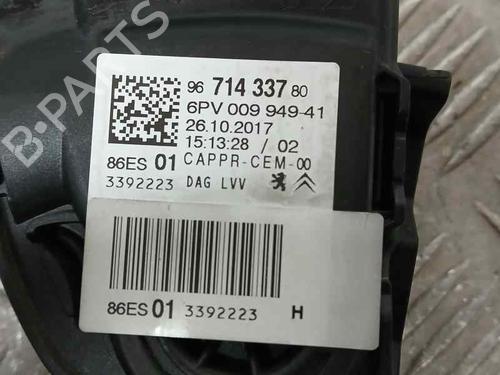 B-PARTS
96 714 337 80
6PV 009 949-41
26.10.2017
15:13:28 / 02
86ES 01 CAPPR-CEM-00
3392223 DAG LVV
86ES 01 3392223 H